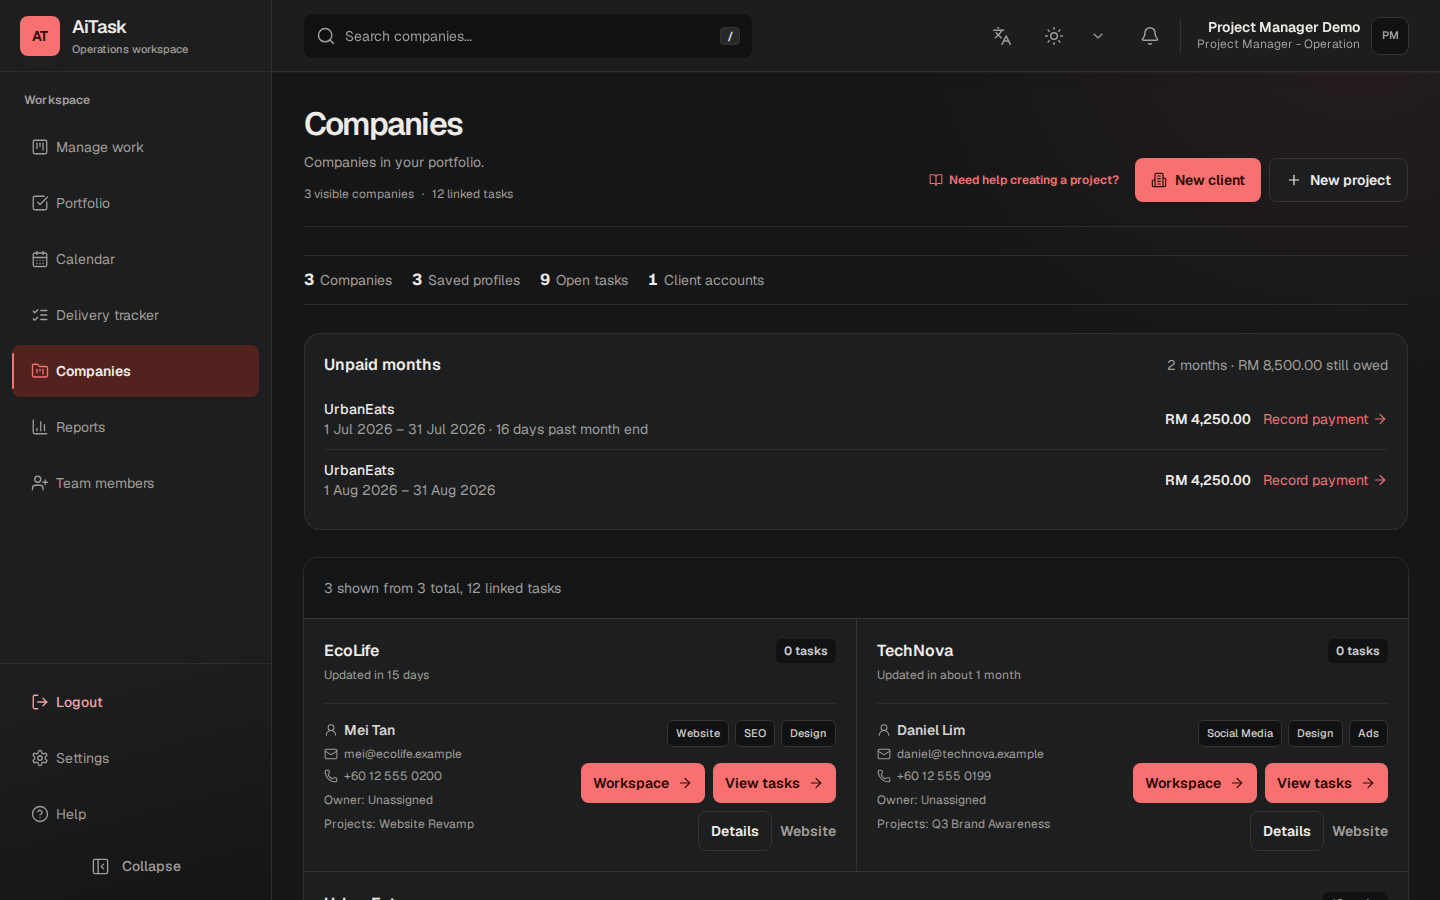 AT
AiTask
Operations workspace
Search companies...
/
Project Manager Demo
Project Manager - Operation
PM
Workspace
Manage work
Portfolio
Calendar
Delivery tracker
Companies
Reports
Team members
Logout
Settings
Help
Collapse
Companies
Companies in your portfolio.
3 visible companies · 12 linked tasks
Need help creating a project?
New client
New project
3 Companies 3 Saved profiles 9 Open tasks 1 Client accounts
Unpaid months
2 months · RM 8,500.00 still owed
UrbanEats
1 Jul 2026 – 31 Jul 2026 · 16 days past month end
RM 4,250.00 Record payment →
UrbanEats
1 Aug 2026 – 31 Aug 2026
RM 4,250.00 Record payment →
3 shown from 3 total, 12 linked tasks
EcoLife
0 tasks
Updated in 15 days
Mei Tan
Website SEO Design
mei@ecolife.example
+60 12 555 0200
Owner: Unassigned
Projects: Website Revamp
Workspace → View tasks →
Details Website
TechNova
0 tasks
Updated in about 1 month
Daniel Lim
Social Media Design Ads
daniel@technova.example
+60 12 555 0199
Owner: Unassigned
Projects: Q3 Brand Awareness
Workspace → View tasks →
Details Website